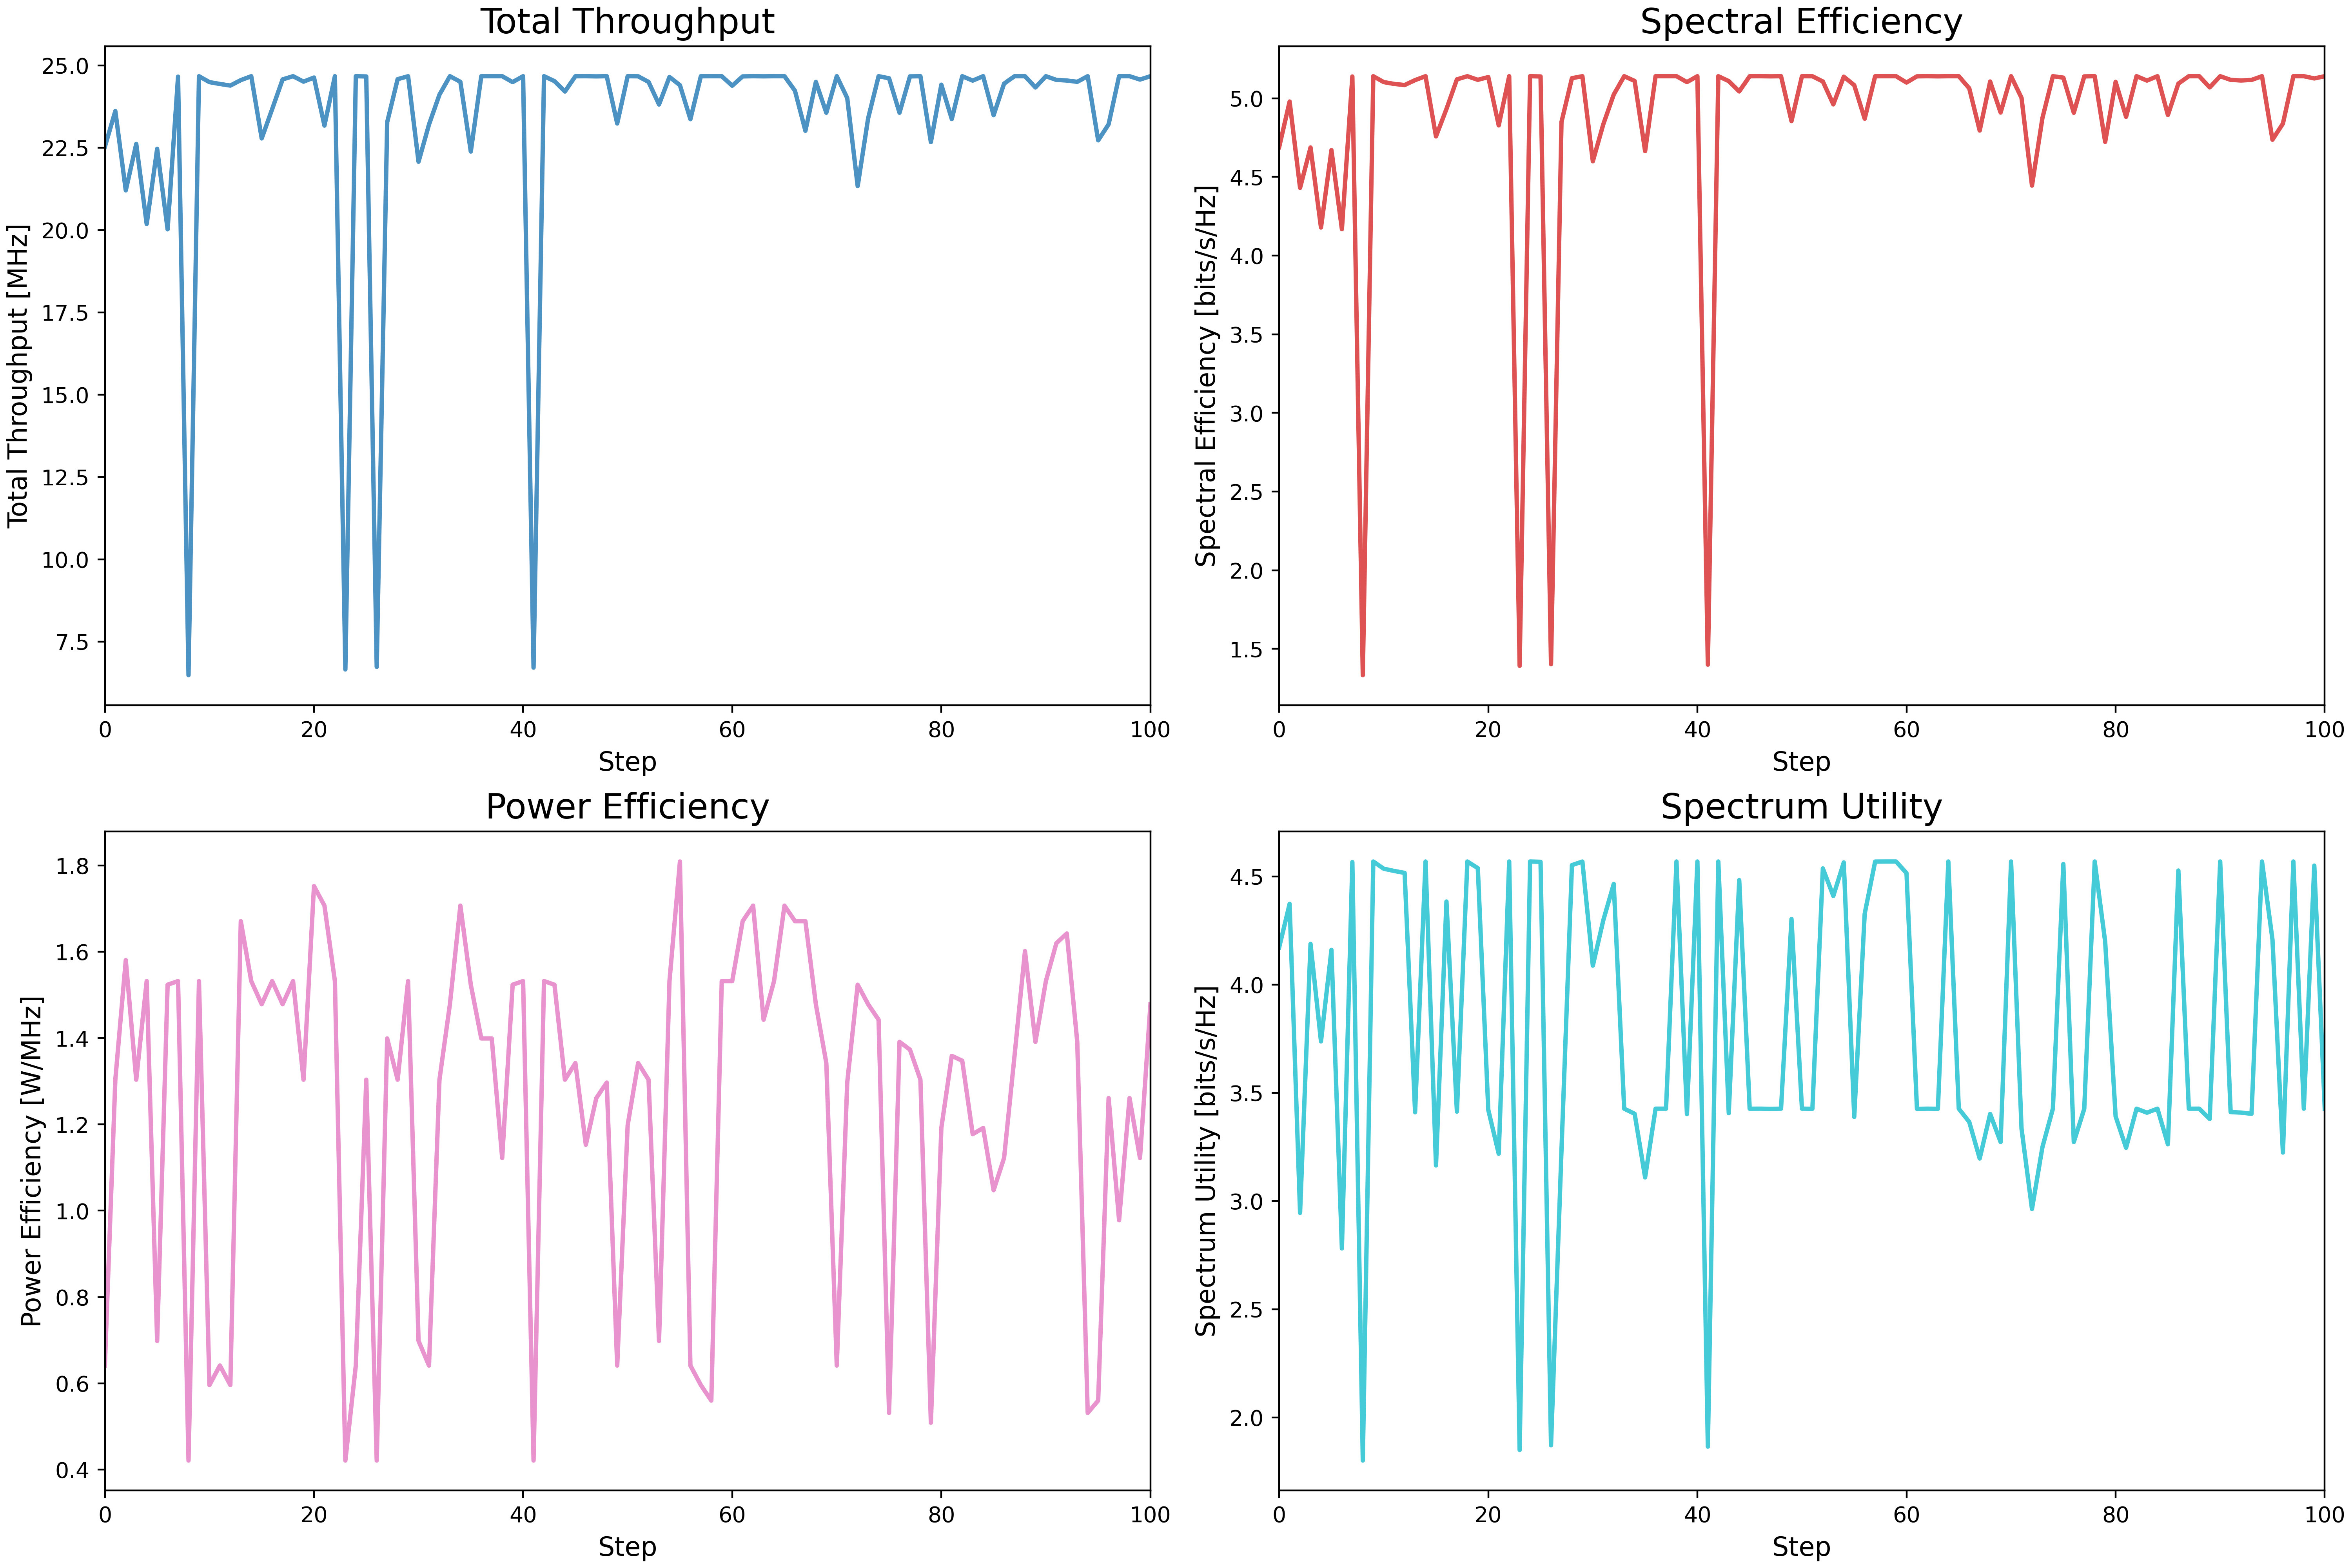 Total Throughput
Total Throughput [MHz]
25.0
22.5
20.0
17.5
15.0
12.5
10.0
7.5
0 20 40 60 80 100
Step
Spectral Efficiency
Spectral Efficiency [bits/s/Hz]
5.0
4.5
4.0
3.5
3.0
2.5
2.0
1.5
0 20 40 60 80 100
Step
Power Efficiency
Power Efficiency [W/MHz]
1.8
1.6
1.4
1.2
1.0
0.8
0.6
0.4
0 20 40 60 80 100
Step
Spectrum Utility
Spectrum Utility [bits/s/Hz]
4.5
4.0
3.5
3.0
2.5
2.0
0 20 40 60 80 100
Step